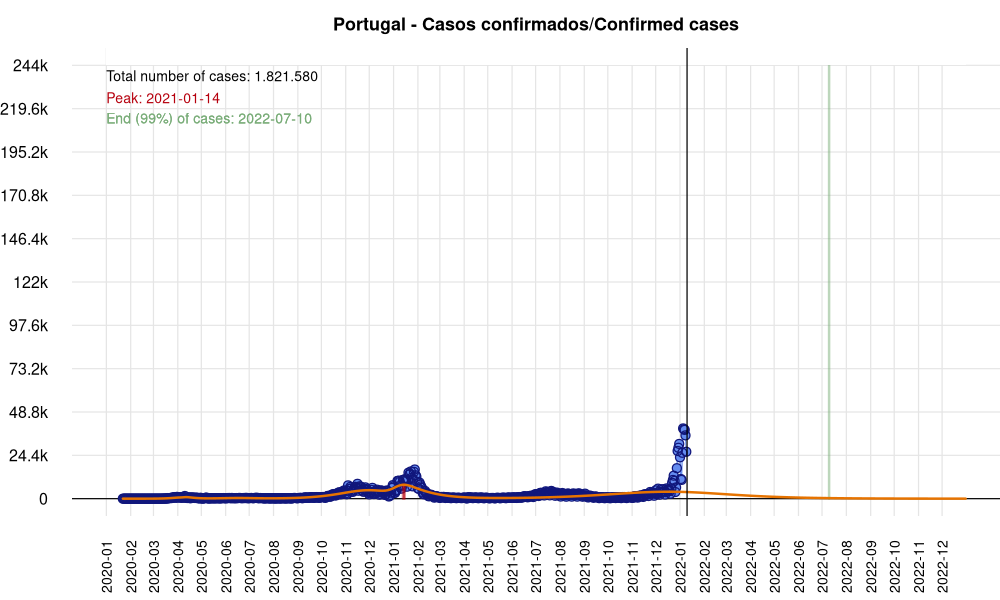 Portugal - Casos confirmados/Confirmed cases
Total number of cases: 1.821.580
Peak: 2021-01-14
End (99%) of cases: 2022-07-10
244k
219.6k
195.2k
170.8k
146.4k
122k
97.6k
73.2k
48.8k
24.4k
0
2020-01
2020-02
2020-03
2020-04
2020-05
2020-06
2020-07
2020-08
2020-09
2020-10
2020-11
2020-12
2021-01
2021-02
2021-03
2021-04
2021-05
2021-06
2021-07
2021-08
2021-09
2021-10
2021-11
2021-12
2022-01
2022-02
2022-03
2022-04
2022-05
2022-06
2022-07
2022-08
2022-09
2022-10
2022-11
2022-12